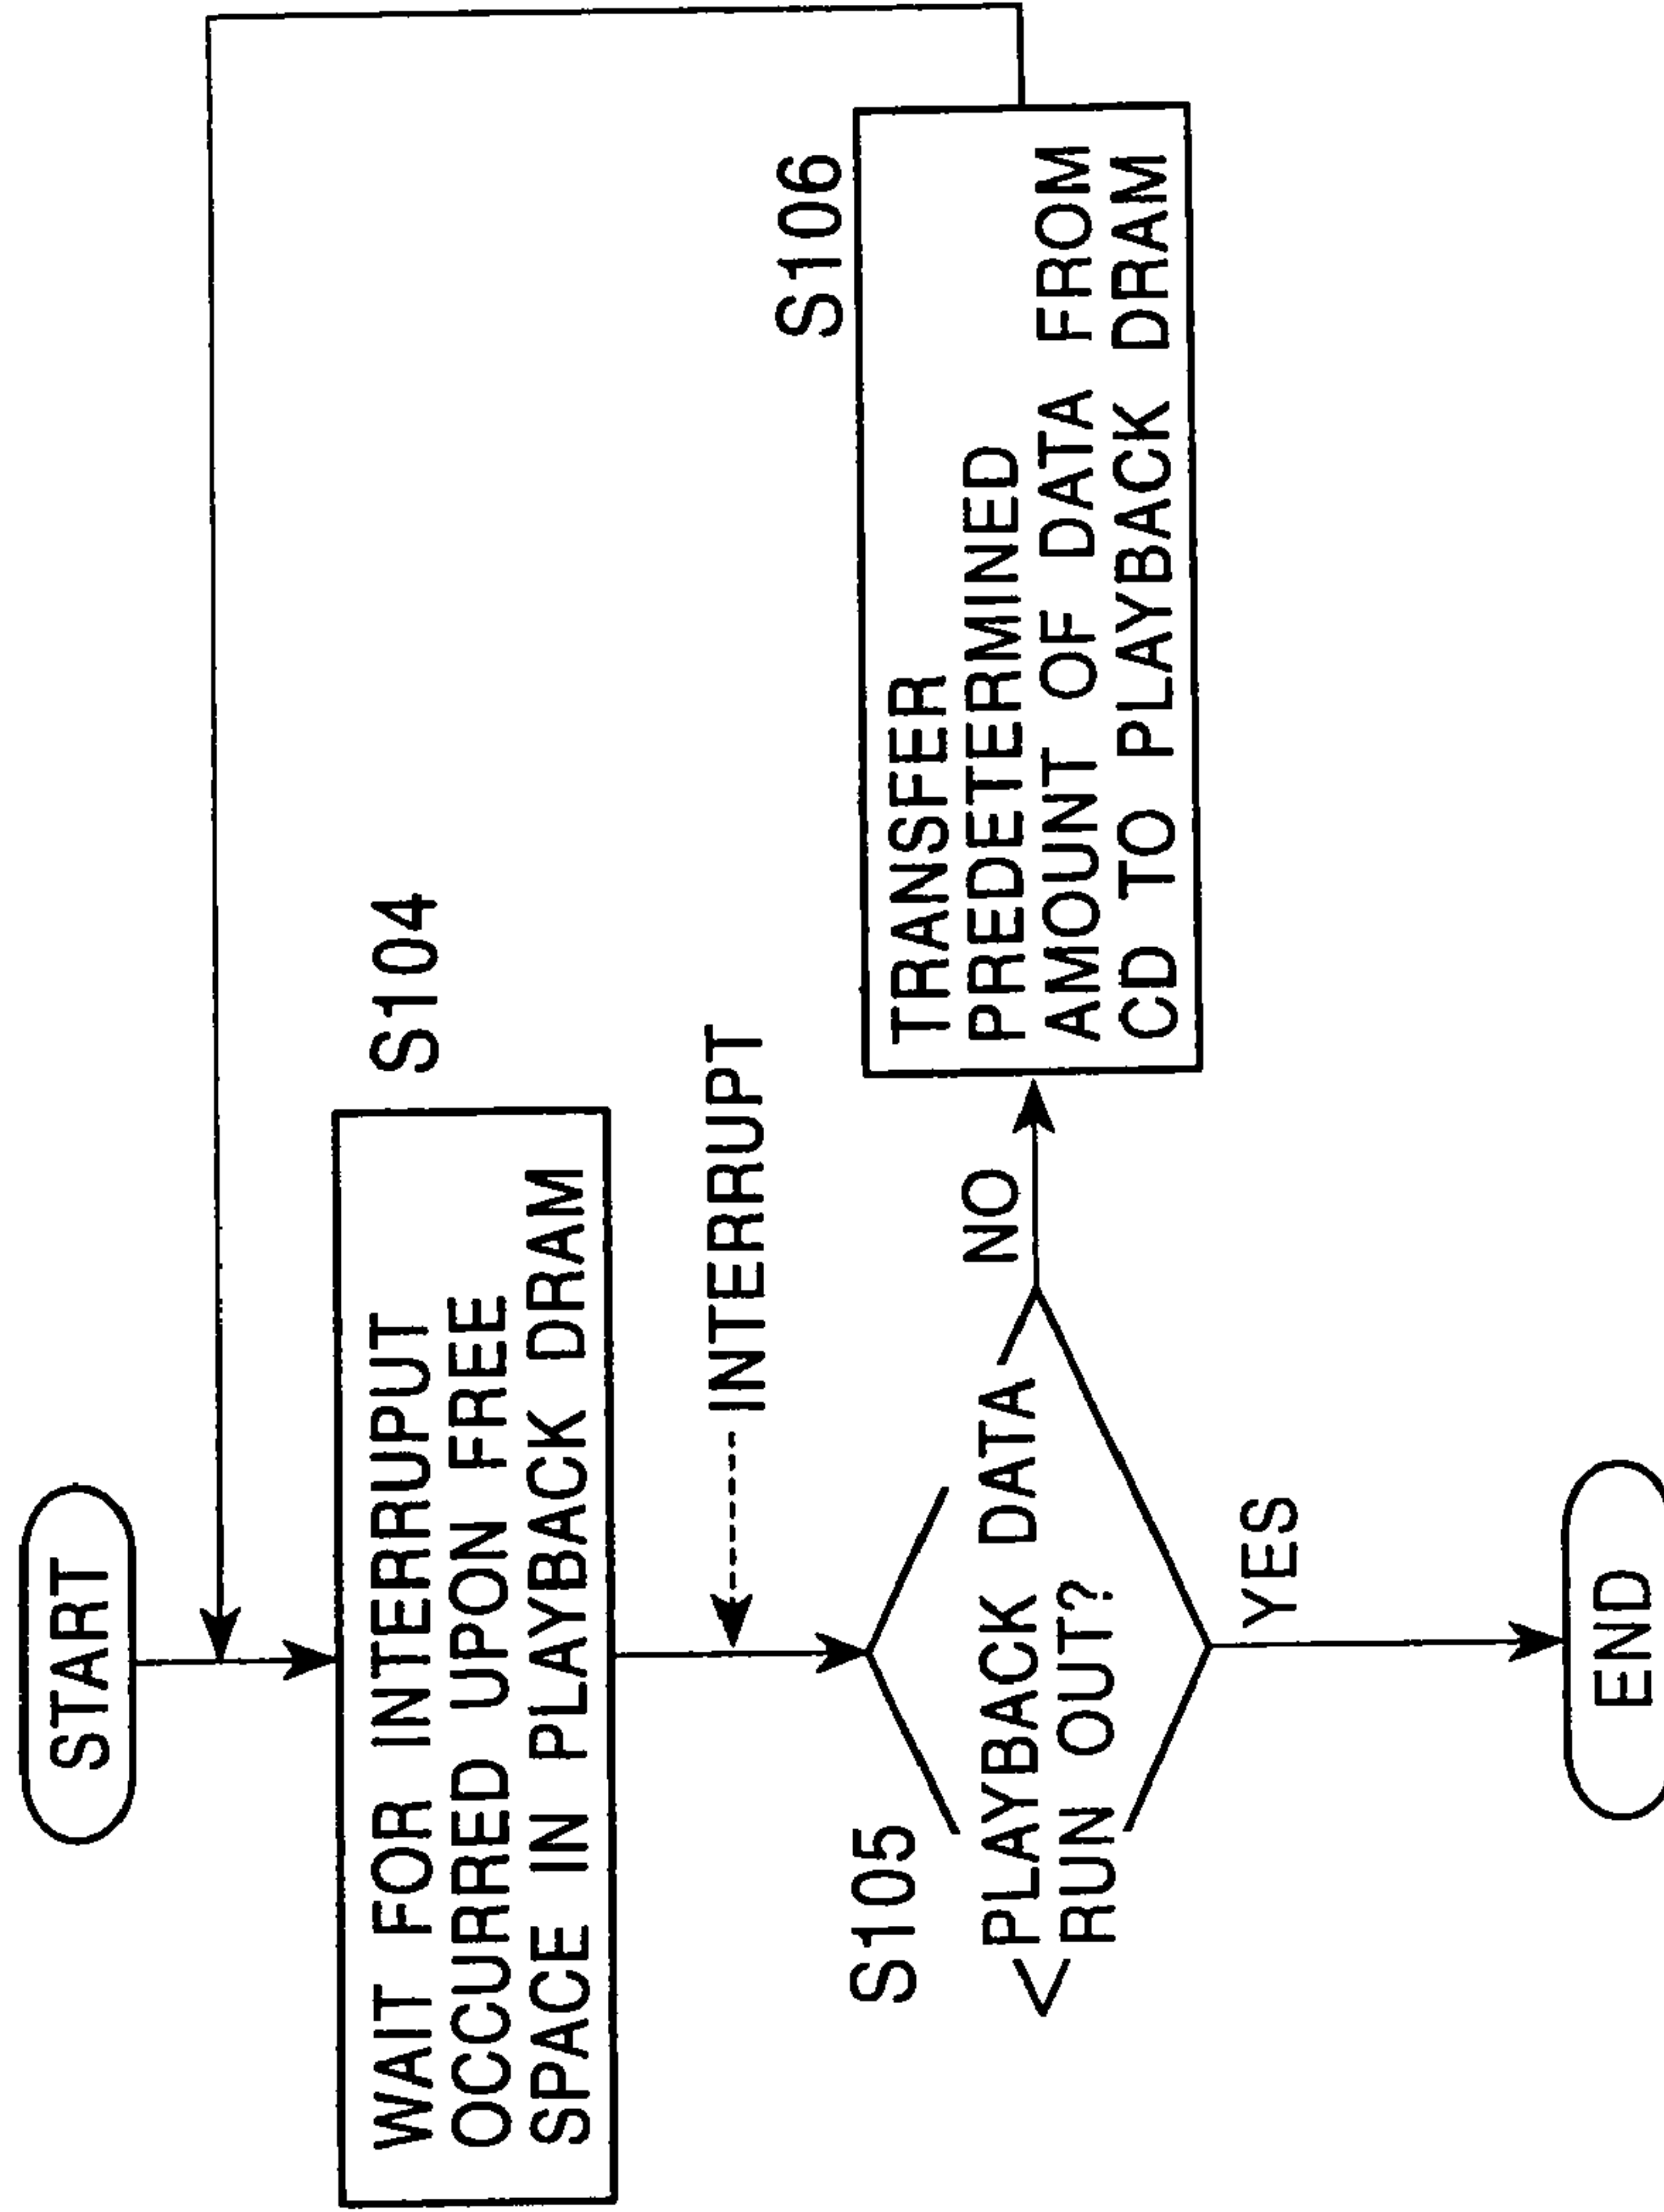 START
S104
WAIT FOR INTERRUPUT
OCCURRED UPON FREE
SPACE IN PLAYBACK DRAM
INTERRUPT
S105
PLAYBACK DATA
RUN OUT?
NO
S106
TRANSFER
PREDETERMINED
AMOUNT OF DATA FROM
CD TO PLAYBACK DRAM
YES
END